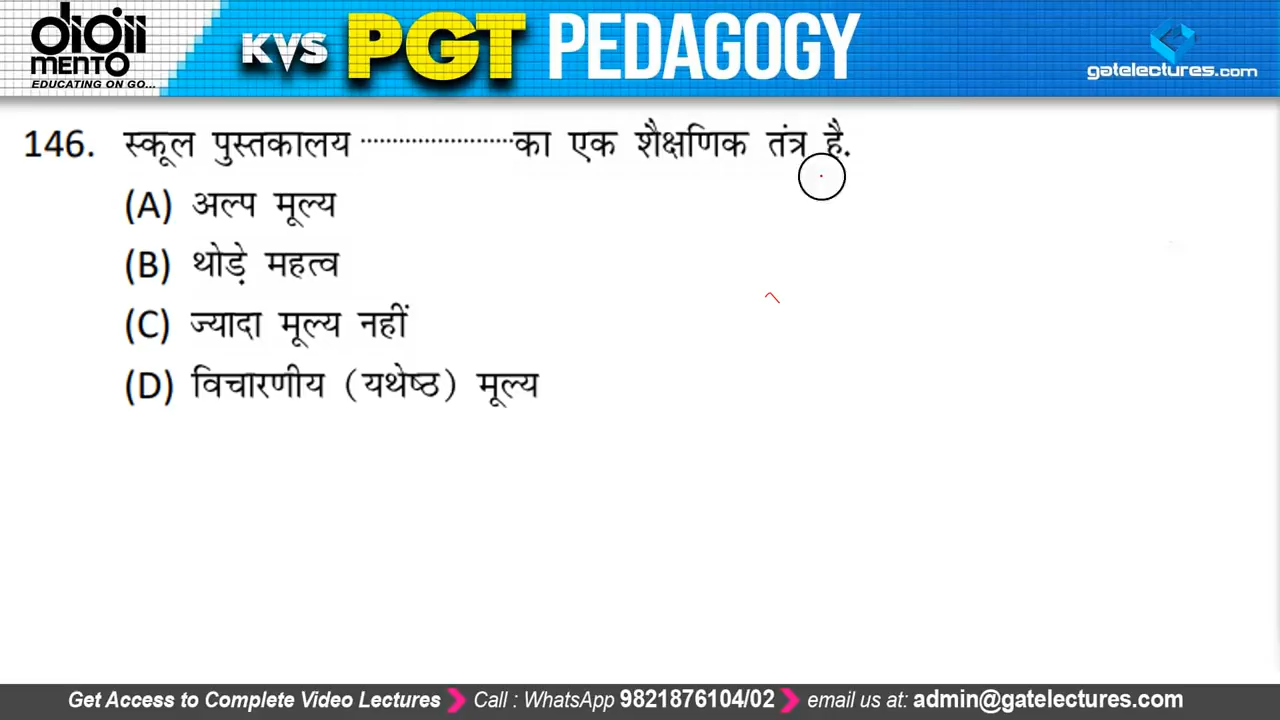 digii
MENTO
EDUCATING ON GO...
KVS PGT PEDAGOGY
gatelectures.com
146. स्कूल पुस्तकालय ...................... का एक शैक्षणिक तंत्र है.
(A) अल्प मूल्य
(B) थोड़े महत्व
(C) ज्यादा मूल्य नहीं
(D) विचारणीय (यथेष्ठ) मूल्य
Get Access to Complete Video Lectures Call : WhatsApp 9821876104/02 email us at: admin@gatelectures.com